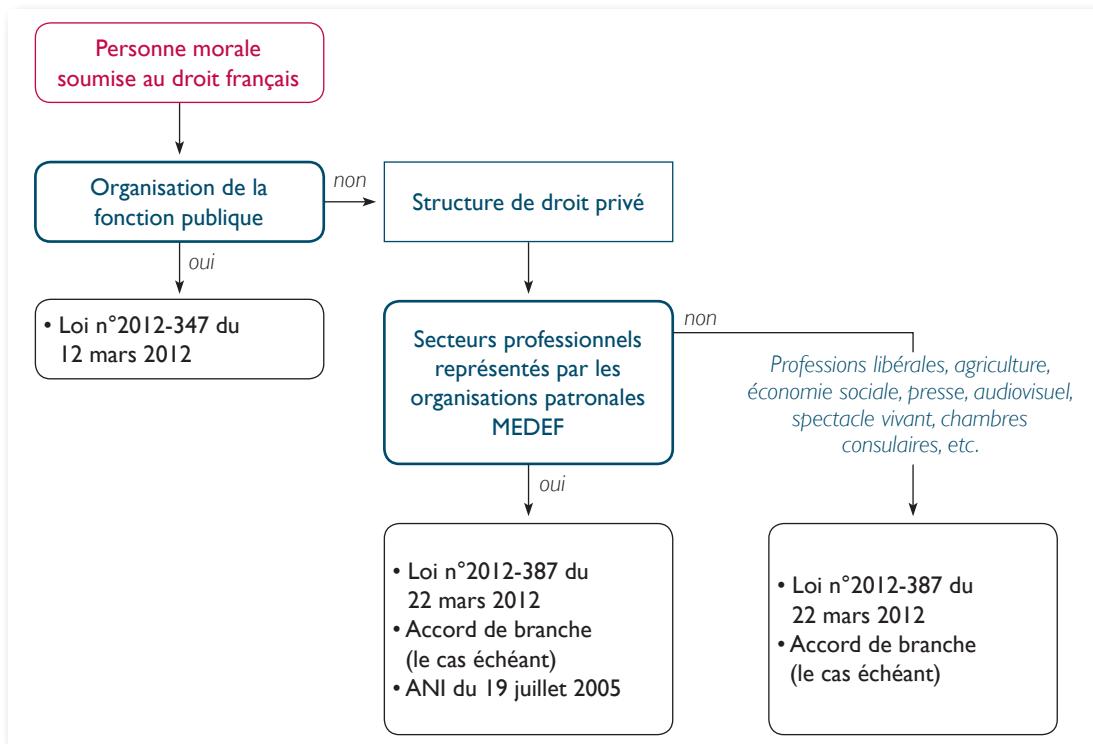 Personne morale
soumise au droit français
Organisation de la
fonction publique
non
Structure de droit privé
oui
• Loi n°2012-347 du
12 mars 2012
Secteurs professionnels
représentés par les
organisations patronales
MEDEF
non
Professions libérales, agriculture,
économie sociale, presse, audiovisuel,
spectacle vivant, chambres
consulaires, etc.
oui
• Loi n°2012-387 du
22 mars 2012
• Accord de branche
(le cas échéant)
• ANI du 19 juillet 2005
• Loi n°2012-387 du
22 mars 2012
• Accord de branche
(le cas échéant)